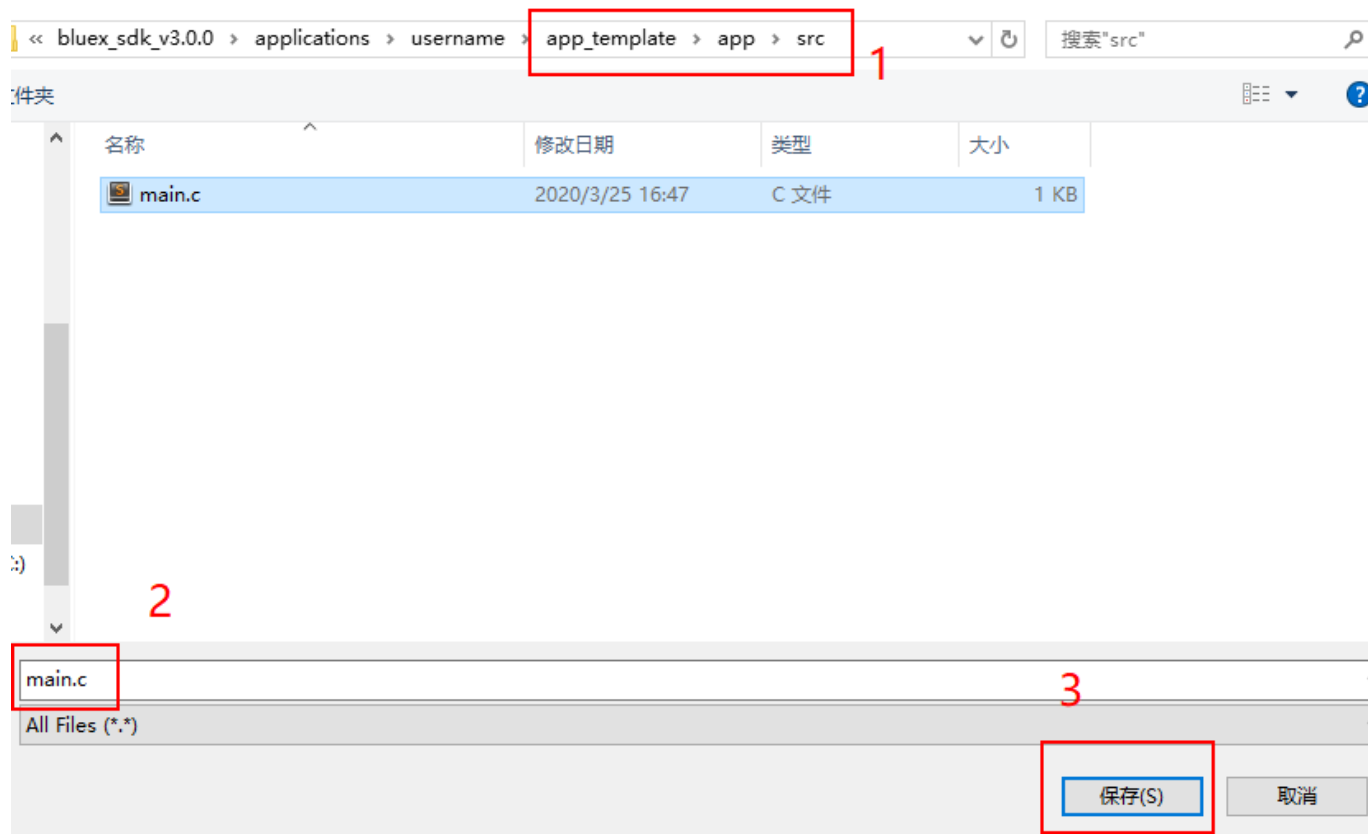 « bluex_sdk_v3.0.0 › applications › username › app_template › app › src 搜索"src"
1
件夹
名称 修改日期 类型 大小
main.c 2020/3/25 16:47 C 文件 1 KB
:)
2
main.c
3
All Files (*.*)
保存(S) 取消